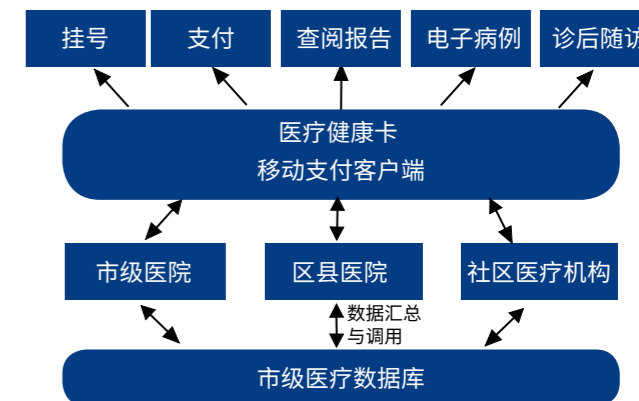 挂号
支付
查阅报告
电子病例
诊后随访
医疗健康卡
移动支付客户端
市级医院
区县医院
社区医疗机构
数据汇总
与调用
市级医疗数据库